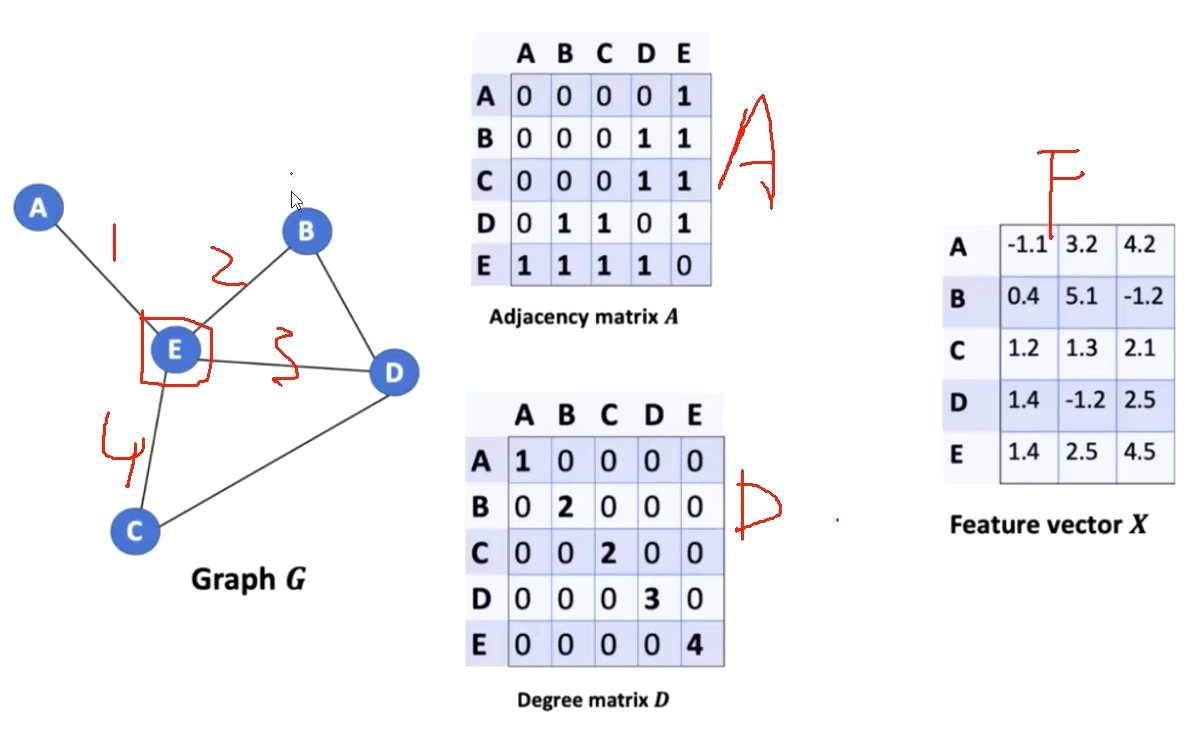 A
1
B
2
E
3
D
4
C
Graph G
A B C D E
A 0 0 0 0 1
B 0 0 0 1 1
C 0 0 0 1 1
D 0 1 1 0 1
E 1 1 1 1 0
A
Adjacency matrix A
A B C D E
A 1 0 0 0 0
B 0 2 0 0 0
C 0 0 2 0 0
D 0 0 0 3 0
E 0 0 0 0 4
D
Degree matrix D
F
A -1.1 3.2 4.2
B 0.4 5.1 -1.2
C 1.2 1.3 2.1
D 1.4 -1.2 2.5
E 1.4 2.5 4.5
Feature vector X